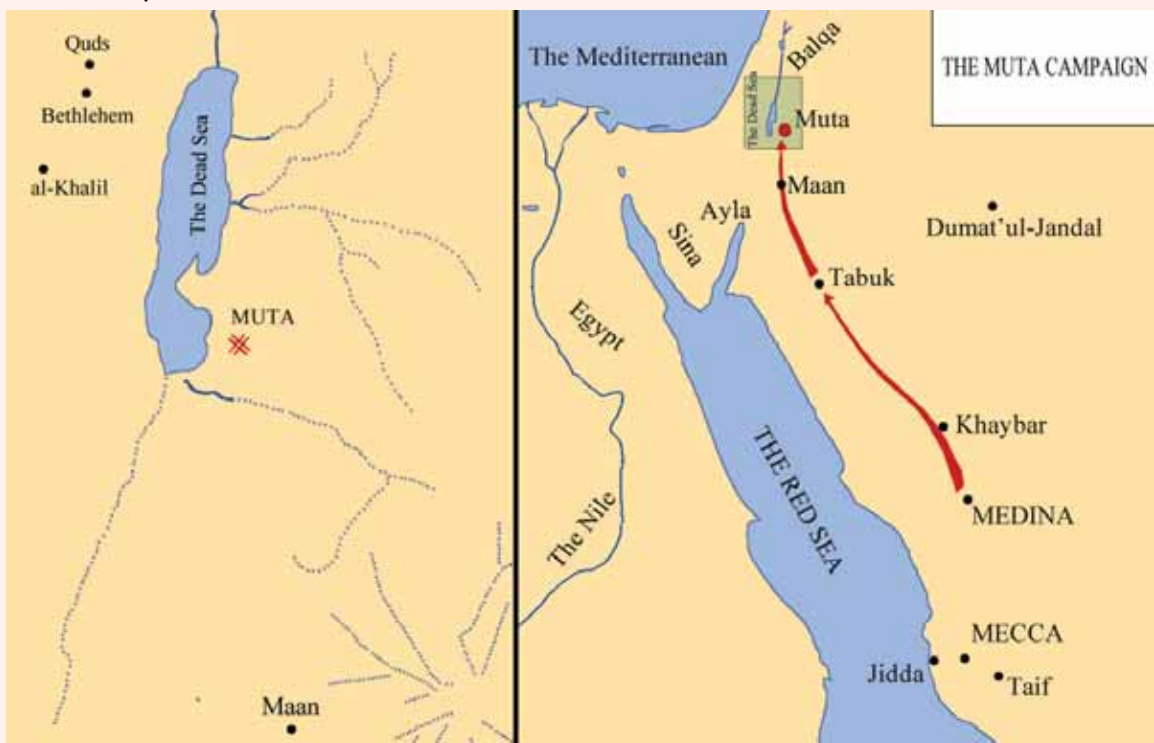 Quds
Bethlehem
al-Khalil
The Dead Sea
MUTA
Maan
THE MUTA CAMPAIGN
The Mediterranean
Balqa
The Dead Sea
Muta
Maan
Ayla
Sina
Dumat'ul-Jandal
Tabuk
Egypt
Khaybar
THE RED SEA
MEDINA
The Nile
MECCA
Jidda
Taif